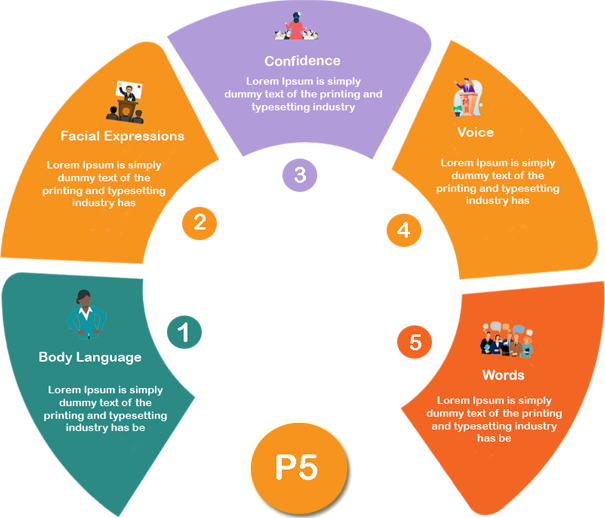 Body Language
Lorem Ipsum is simply
dummy text of the
printing and typesetting
industry has be
1
Facial Expressions
Lorem Ipsum is simply
dummy text of the
printing and typesetting
industry has
2
Confidence
Lorem Ipsum is simply
dummy text of the printing and
typesetting industry
3
Voice
Lorem Ipsum is simply
dummy text of the
printing and typesetting
industry has
4
Words
Lorem Ipsum is simply
dummy text of the printing
and typesetting industry
has be
5
P5